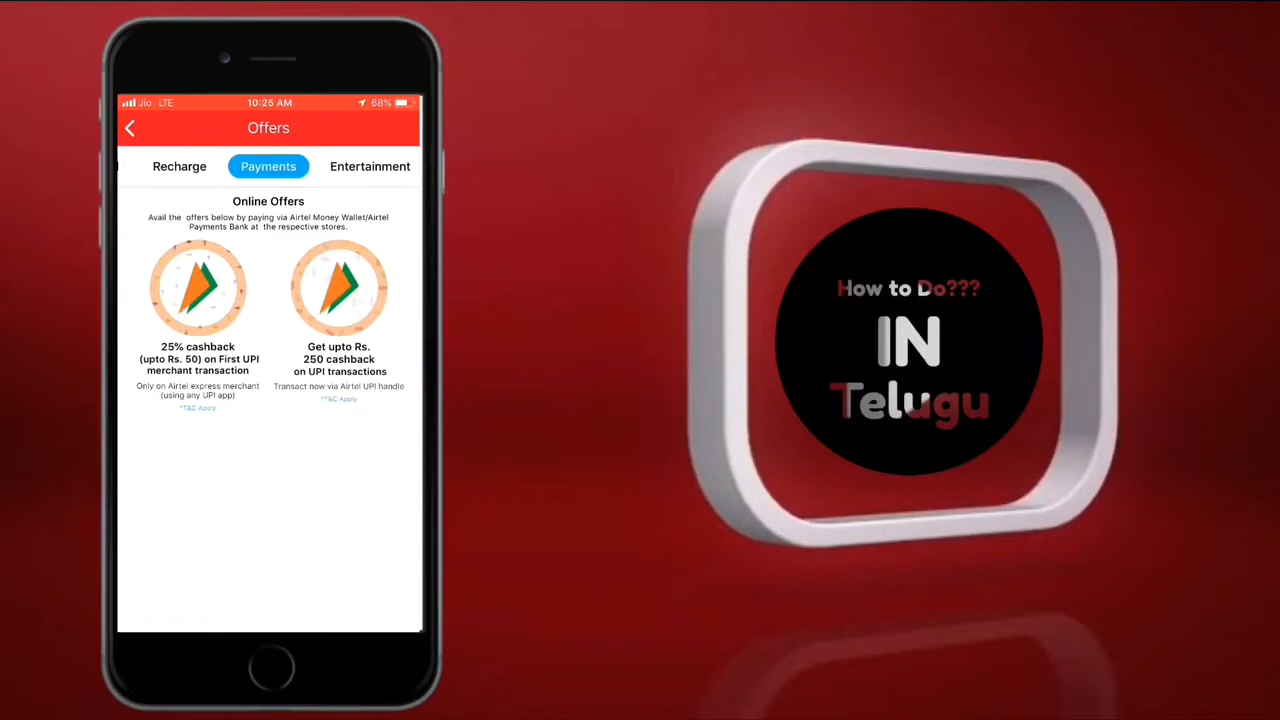 Jio LTE 10:25 AM 68%
Offers
Recharge Payments Entertainment
Online Offers
Avail the offers below by paying via Airtel Money Wallet/Airtel
Payments Bank at the respective stores.
25% cashback
(upto Rs. 50) on First UPI
merchant transaction
Only on Airtel express merchant
(using any UPI app)
*T&C Apply
Get upto Rs.
250 cashback
on UPI transactions
Transact now via Airtel UPI handle
*T&C Apply
How to Do???
IN
Telugu